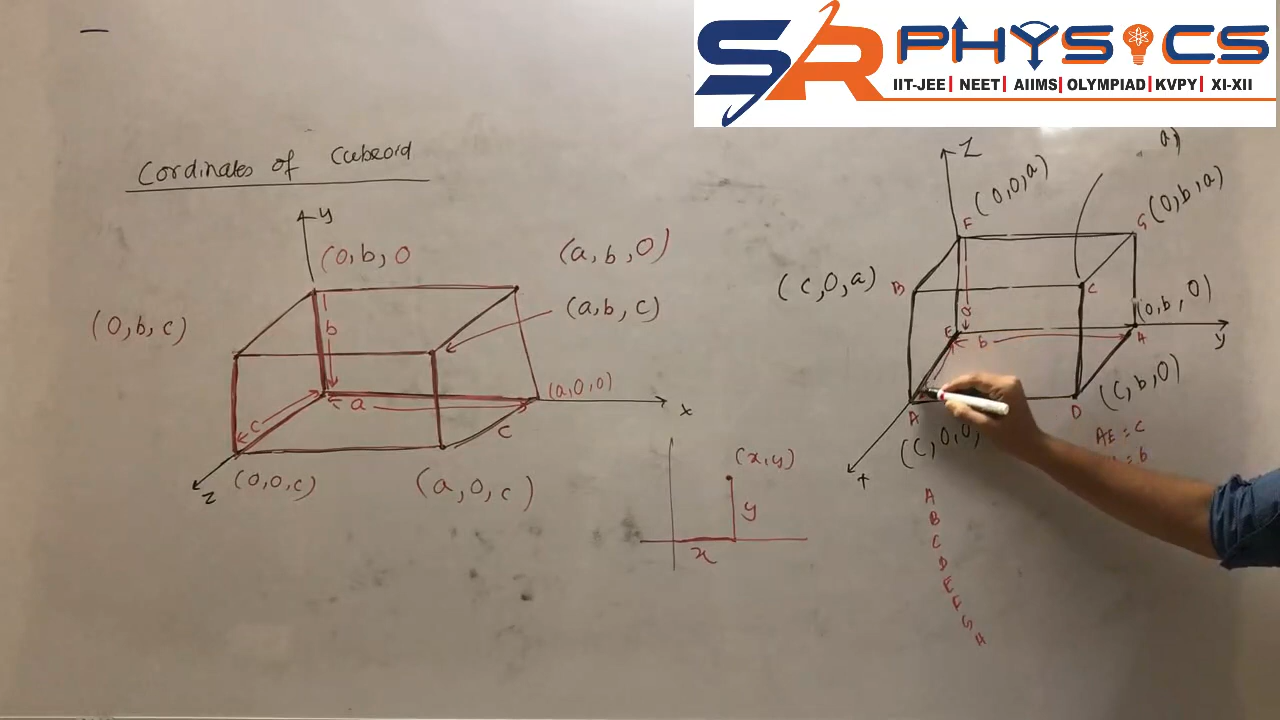 SR PHYSICS
IIT-JEE | NEET | AIIMS | OLYMPIAD | KVPY | XI-XII
Cordinates of Cuboid
y
(0,b,0
(a,b,0)
(a,b,c)
(0,b,c)
b
a
c
(a,0,0)
x
c
z
(0,0,c)
(a,0,c)
(x,y)
y
x
a)
Z
F (0,0,a)
G (0,b,a)
(c,0,a) B
C
a
(0,b,0)
E
b
y
A
D (c,b,0)
(c,0,0,
x
AE = c
= b
A
B
C
D
E
F
G
H